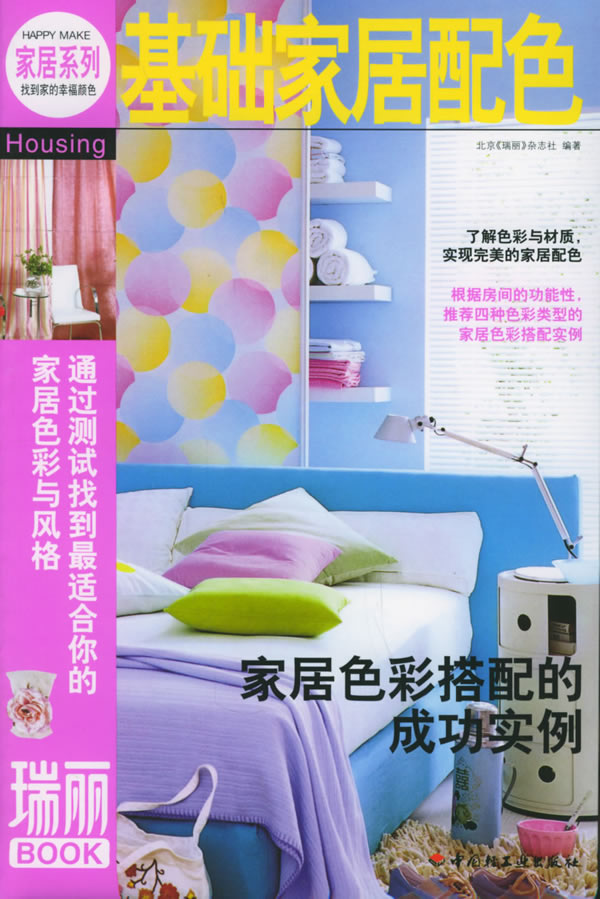 HAPPY MAKE
家居系列
找到家的幸福颜色
基础家居配色
Housing
北京《瑞丽》杂志社 编著
了解色彩与材质,
实现完美的家居配色
根据房间的功能性,
推荐四种色彩类型的
家居色彩搭配实例
通过测试找到最适合你的
家居色彩与风格
家居色彩搭配的
成功实例
瑞丽
BOOK
中国轻工业出版社